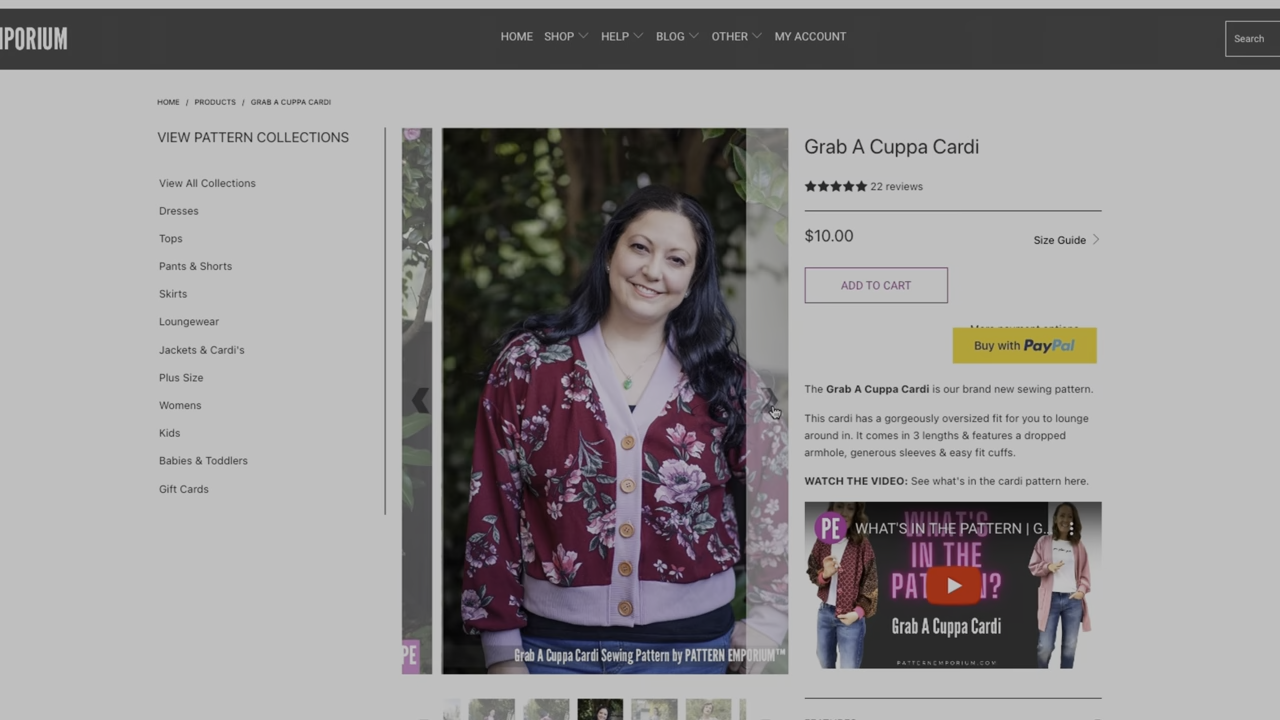 MPORIUM
HOME SHOP HELP BLOG OTHER MY ACCOUNT
Search
HOME / PRODUCTS / GRAB A CUPPA CARDI
VIEW PATTERN COLLECTIONS
View All Collections
Dresses
Tops
Pants & Shorts
Skirts
Loungewear
Jackets & Cardi's
Plus Size
Womens
Kids
Babies & Toddlers
Gift Cards
PE
Grab A Cuppa Cardi Sewing Pattern by PATTERN EMPORIUM™
Grab A Cuppa Cardi
22 reviews
$10.00
Size Guide
ADD TO CART
More payment options
Buy with PayPal
The Grab A Cuppa Cardi is our brand new sewing pattern.
This cardi has a gorgeously oversized fit for you to lounge
around in. It comes in 3 lengths & features a dropped
armhole, generous sleeves & easy fit cuffs.
WATCH THE VIDEO: See what's in the cardi pattern here.
PE WHAT'S IN THE PATTERN | G...
WHAT'S
IN THE
PATTERN?
Grab A Cuppa Cardi
PATTERNEMPORIUM.COM